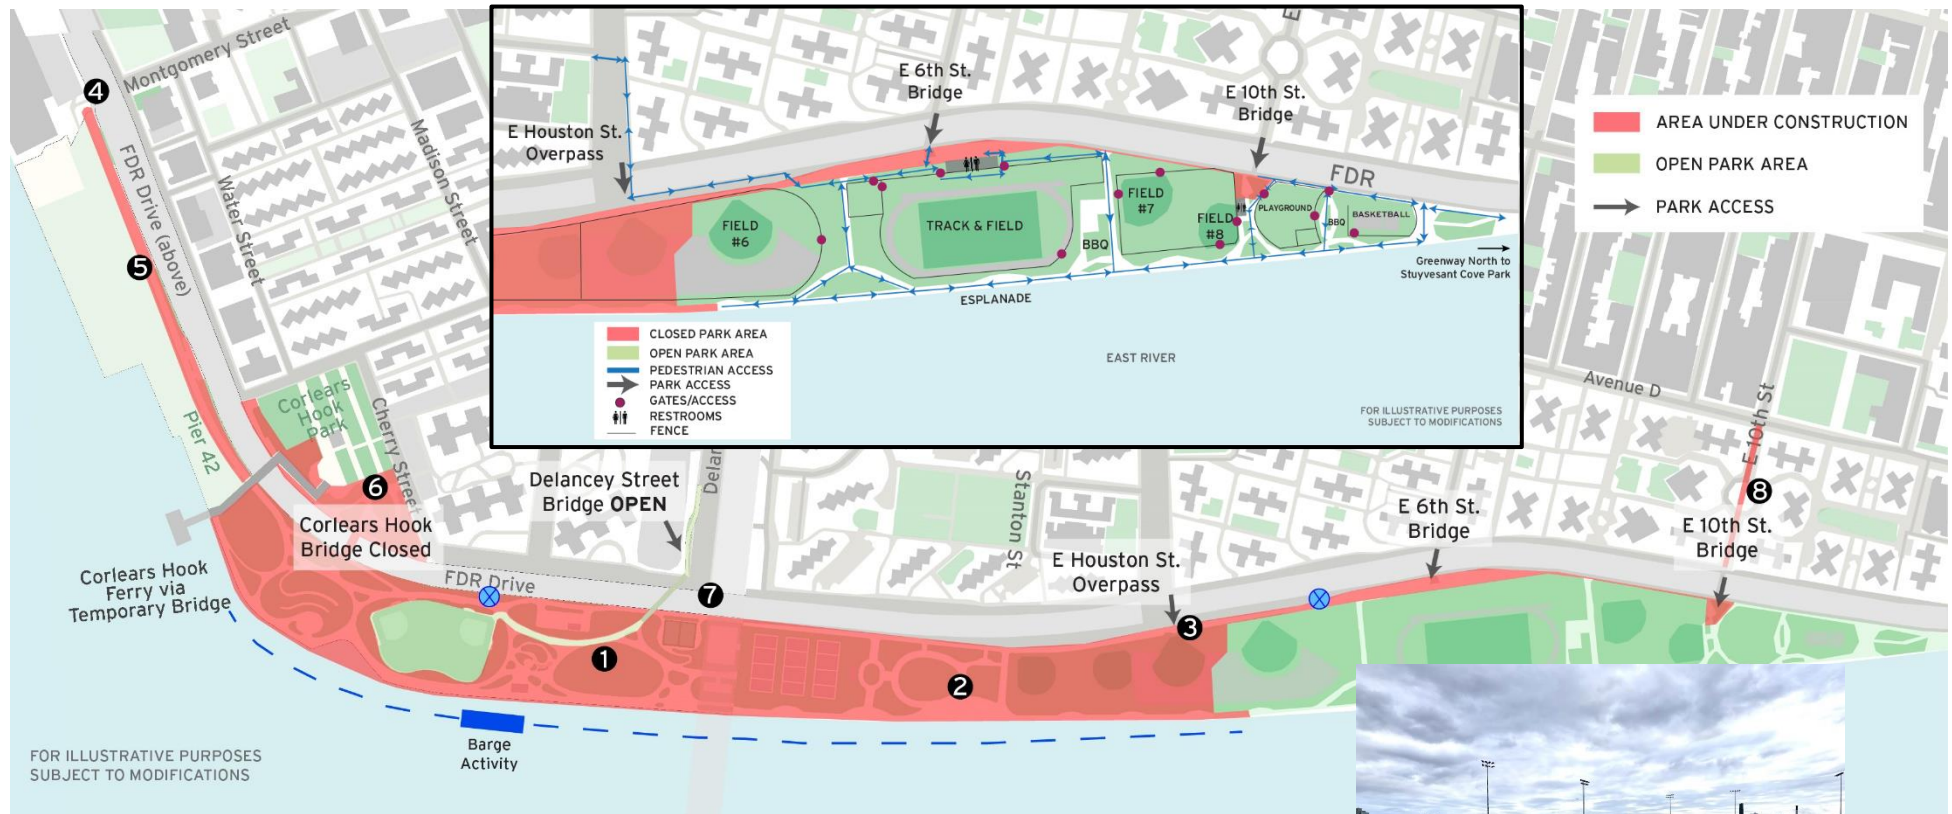 Montgomery Street
4
FDR Drive (above)
Water Street
Madison Street
5
Pier 42
Corlears
Hook
Park
Cherry Street
6
Corlears Hook
Bridge Closed
Corlears Hook
Ferry via
Temporary Bridge
FDR Drive
Delancey Street
Bridge OPEN
Delan
7
1
2
3
Barge
Activity
Stanton St
E Houston St.
Overpass
E 6th St.
Bridge
E 10th St.
Bridge
8
E 10th St
Avenue D
FOR ILLUSTRATIVE PURPOSES
SUBJECT TO MODIFICATIONS
AREA UNDER CONSTRUCTION
OPEN PARK AREA
PARK ACCESS
E Houston St.
Overpass
E 6th St.
Bridge
E 10th St.
Bridge
E
FDR
FIELD
#6
TRACK & FIELD
BBQ
FIELD
#7
FIELD
#8
PLAYGROUND
BBQ
BASKETBALL
ESPLANADE
Greenway North to
Stuyvesant Cove Park
EAST RIVER
CLOSED PARK AREA
OPEN PARK AREA
PEDESTRIAN ACCESS
PARK ACCESS
GATES/ACCESS
RESTROOMS
FENCE
FOR ILLUSTRATIVE PURPOSES
SUBJECT TO MODIFICATIONS